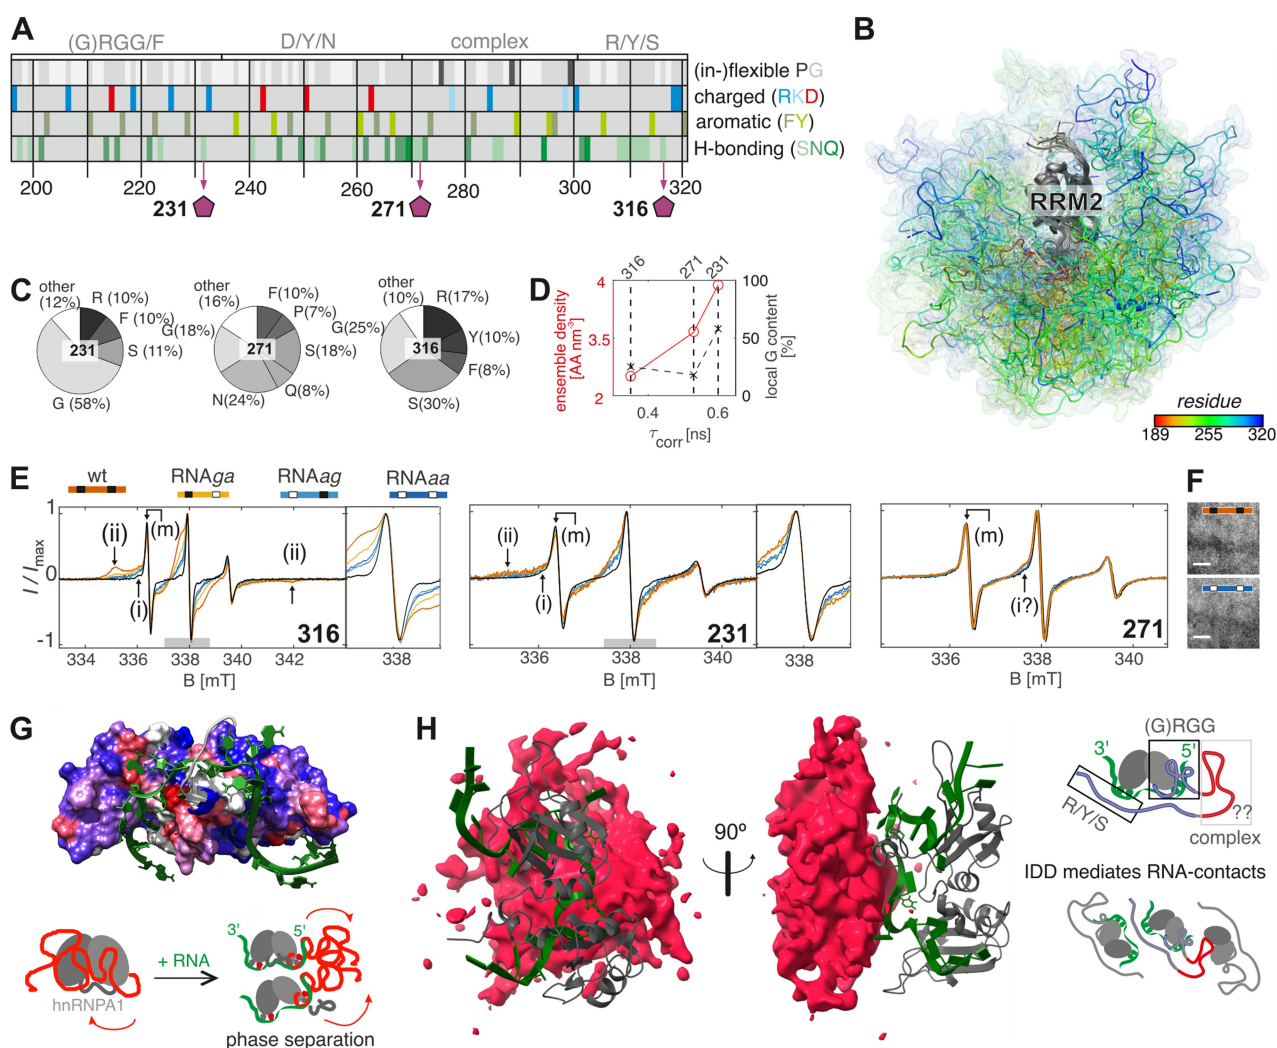 A
(G)RGG/F D/Y/N complex R/Y/S
(in-)flexible PG
charged (RKD)
aromatic (FY)
H-bonding (SNQ)
200 220 240 260 280 300 320
231 271 316
B
RRM2
residue
189 255 320
C
other
(12%)
R (10%)
F (10%)
S (11%)
G (58%)
231
other
(16%)
F(10%)
P(7%)
G(18%)
S(18%)
Q(8%)
N(24%)
271
other
(10%)
R(17%)
G(25%)
Y(10%)
F(8%)
S(30%)
316
D
316 271 231
ensemble density
[AA nm-3]
4
3.5
2
100
50
0
local G content
[%]
0.4 0.6
τcorr [ns]
E
wt RNAga RNAag RNAaa
I / Imax
1
0
-1
(ii) (m) (ii)
(i)
316
334 336 338 340 342 338
B [mT]
(ii) (m)
(i)
231
336 338 340 338
B [mT]
(m)
(i?)
271
336 338 340
B [mT]
F
G
+ RNA
hnRNPA1
3' 5'
phase separation
H
90º
(G)RGG
3' 5'
R/Y/S
??
complex
IDD mediates RNA-contacts